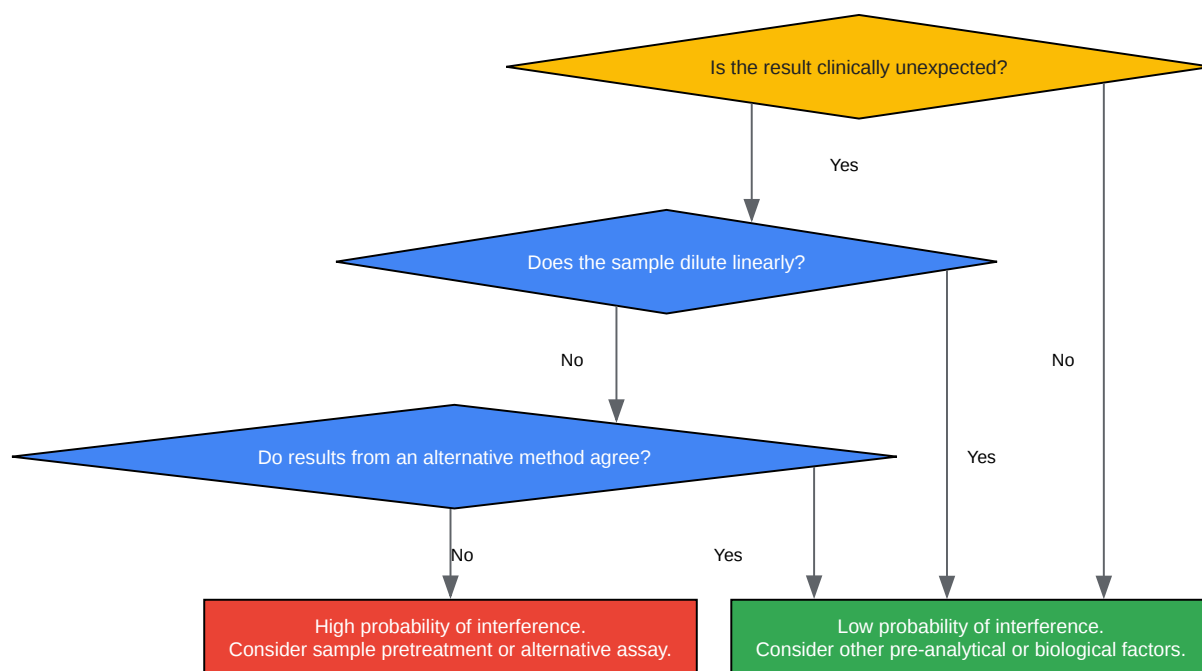 Is the result clinically unexpected?
Yes
Does the sample dilute linearly?
No
No
Do results from an alternative method agree?
Yes
No
Yes
High probability of interference.
Consider sample pretreatment or alternative assay.
Low probability of interference.
Consider other pre-analytical or biological factors.